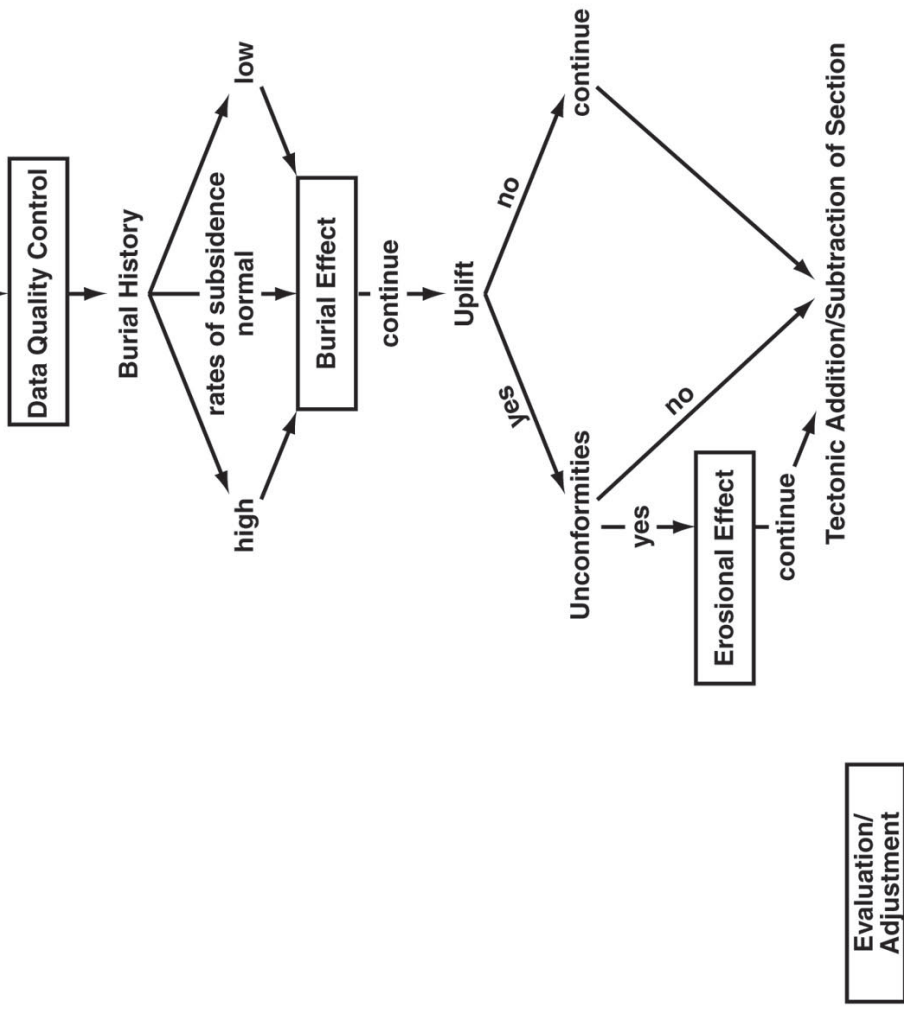 Data Quality Control
Burial History
rates of subsidence
high
normal
low
Burial Effect
continue
Uplift
yes
no
Unconformities
continue
yes
no
Erosional Effect
continue
Tectonic Addition/Subtraction of Section
Evaluation/
Adjustment